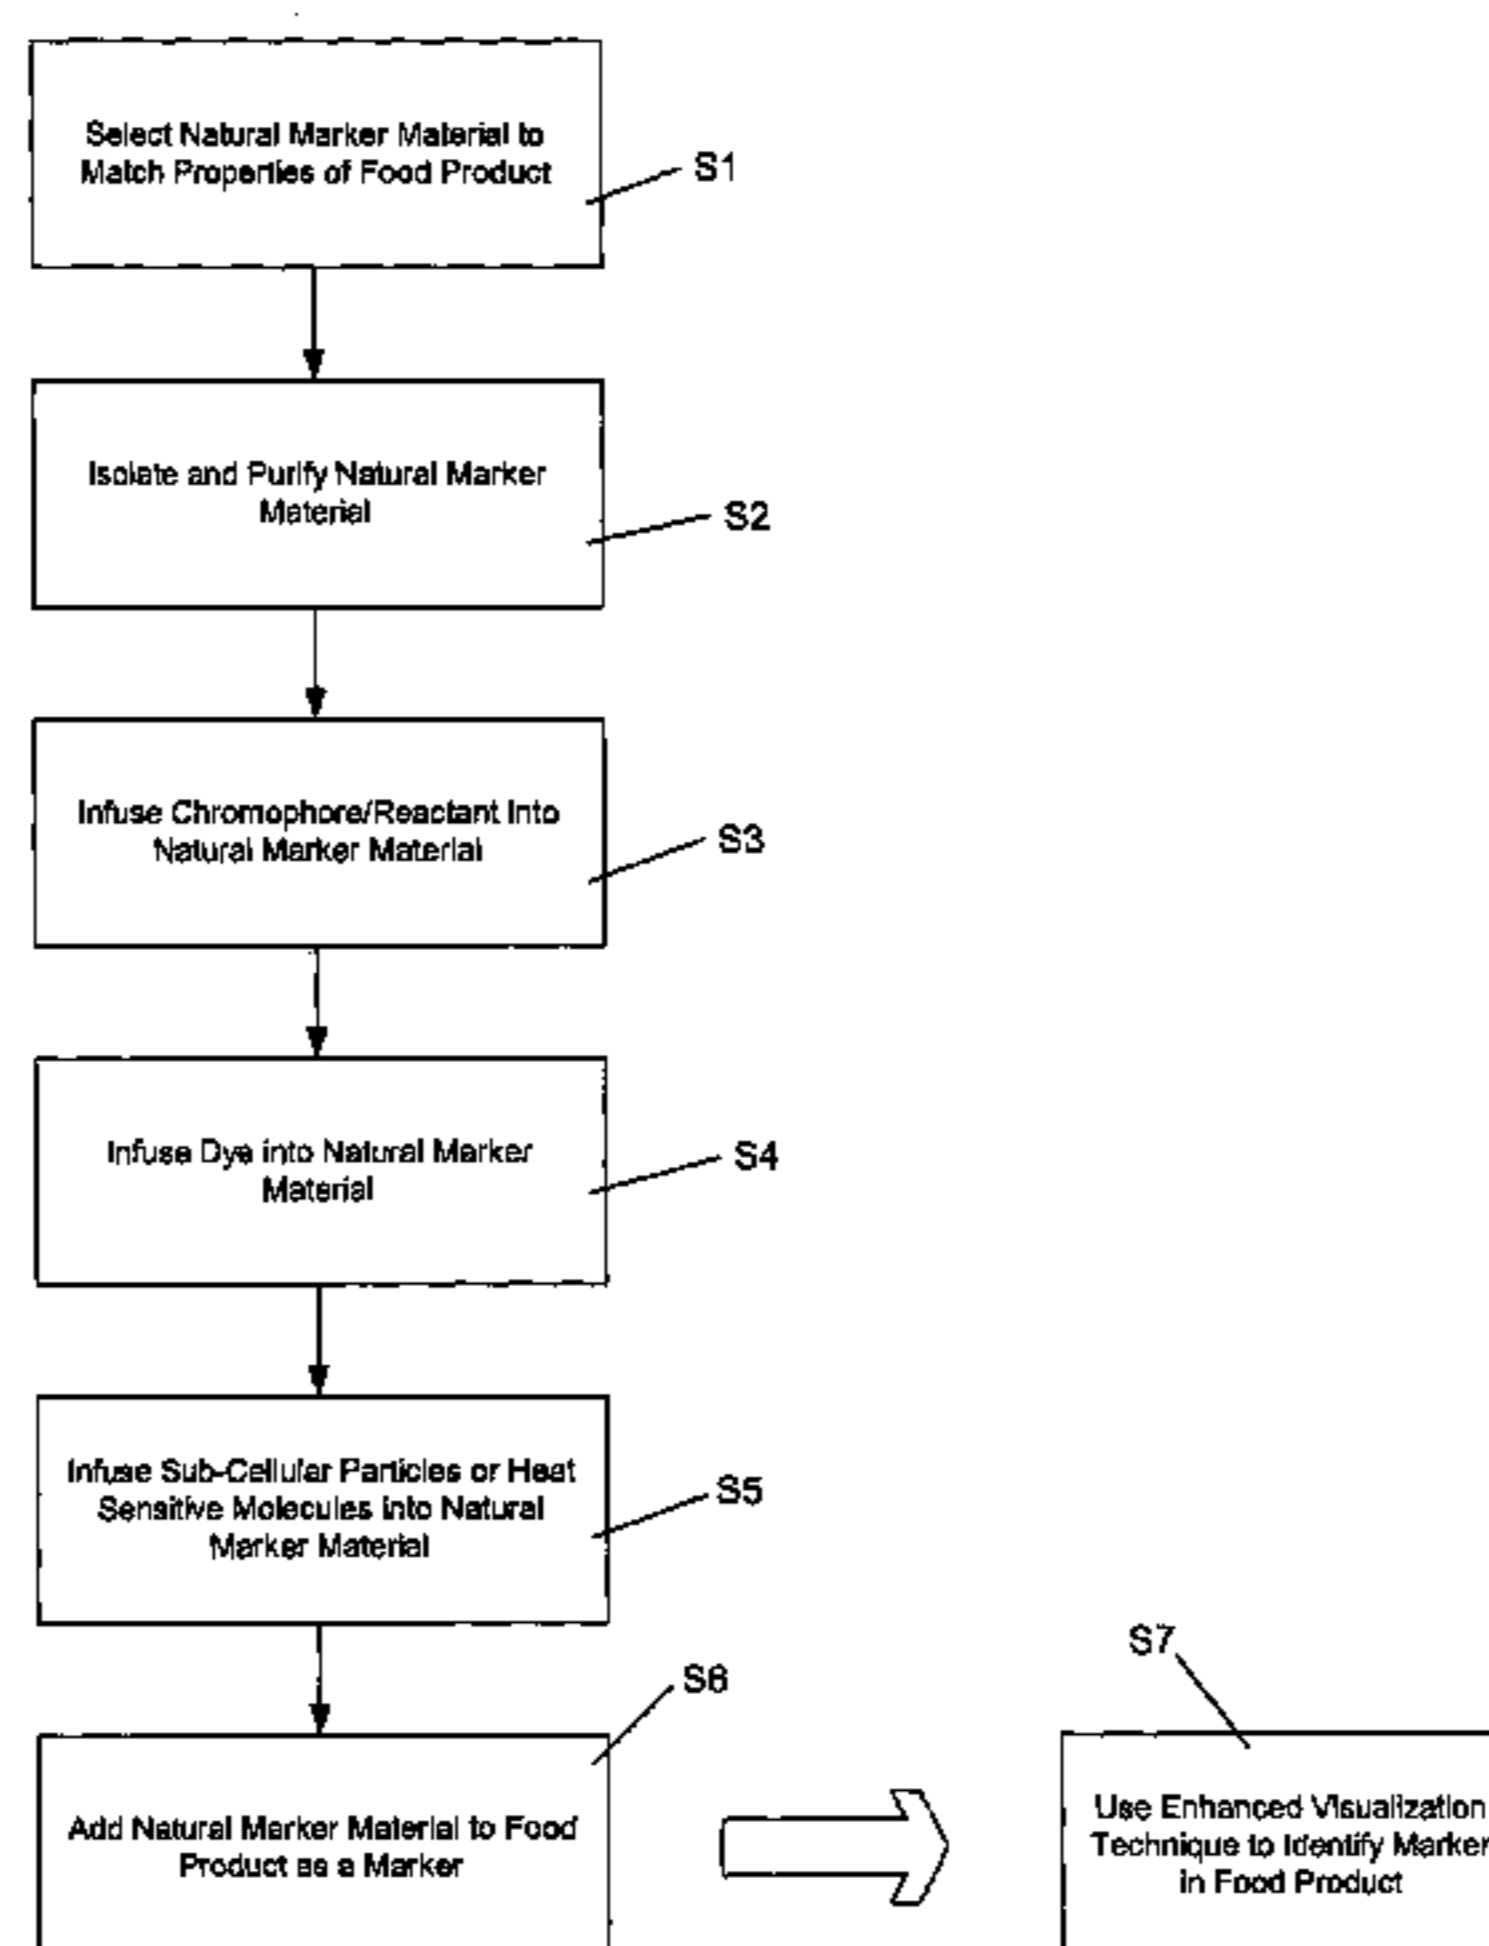 Select Natural Marker Material to
Match Properties of Food Product
S1
Isolate and Purify Natural Marker
Material
S2
Infuse Chromophore/Reactant Into
Natural Marker Material
S3
Infuse Dye into Natural Marker
Material
S4
Infuse Sub-Cellular Particles or Heat
Sensitive Molecules into Natural
Marker Material
S5
Add Natural Marker Material to Food
Product as a Marker
S6
S7
Use Enhanced Visualization
Technique to Identify Marker
in Food Product